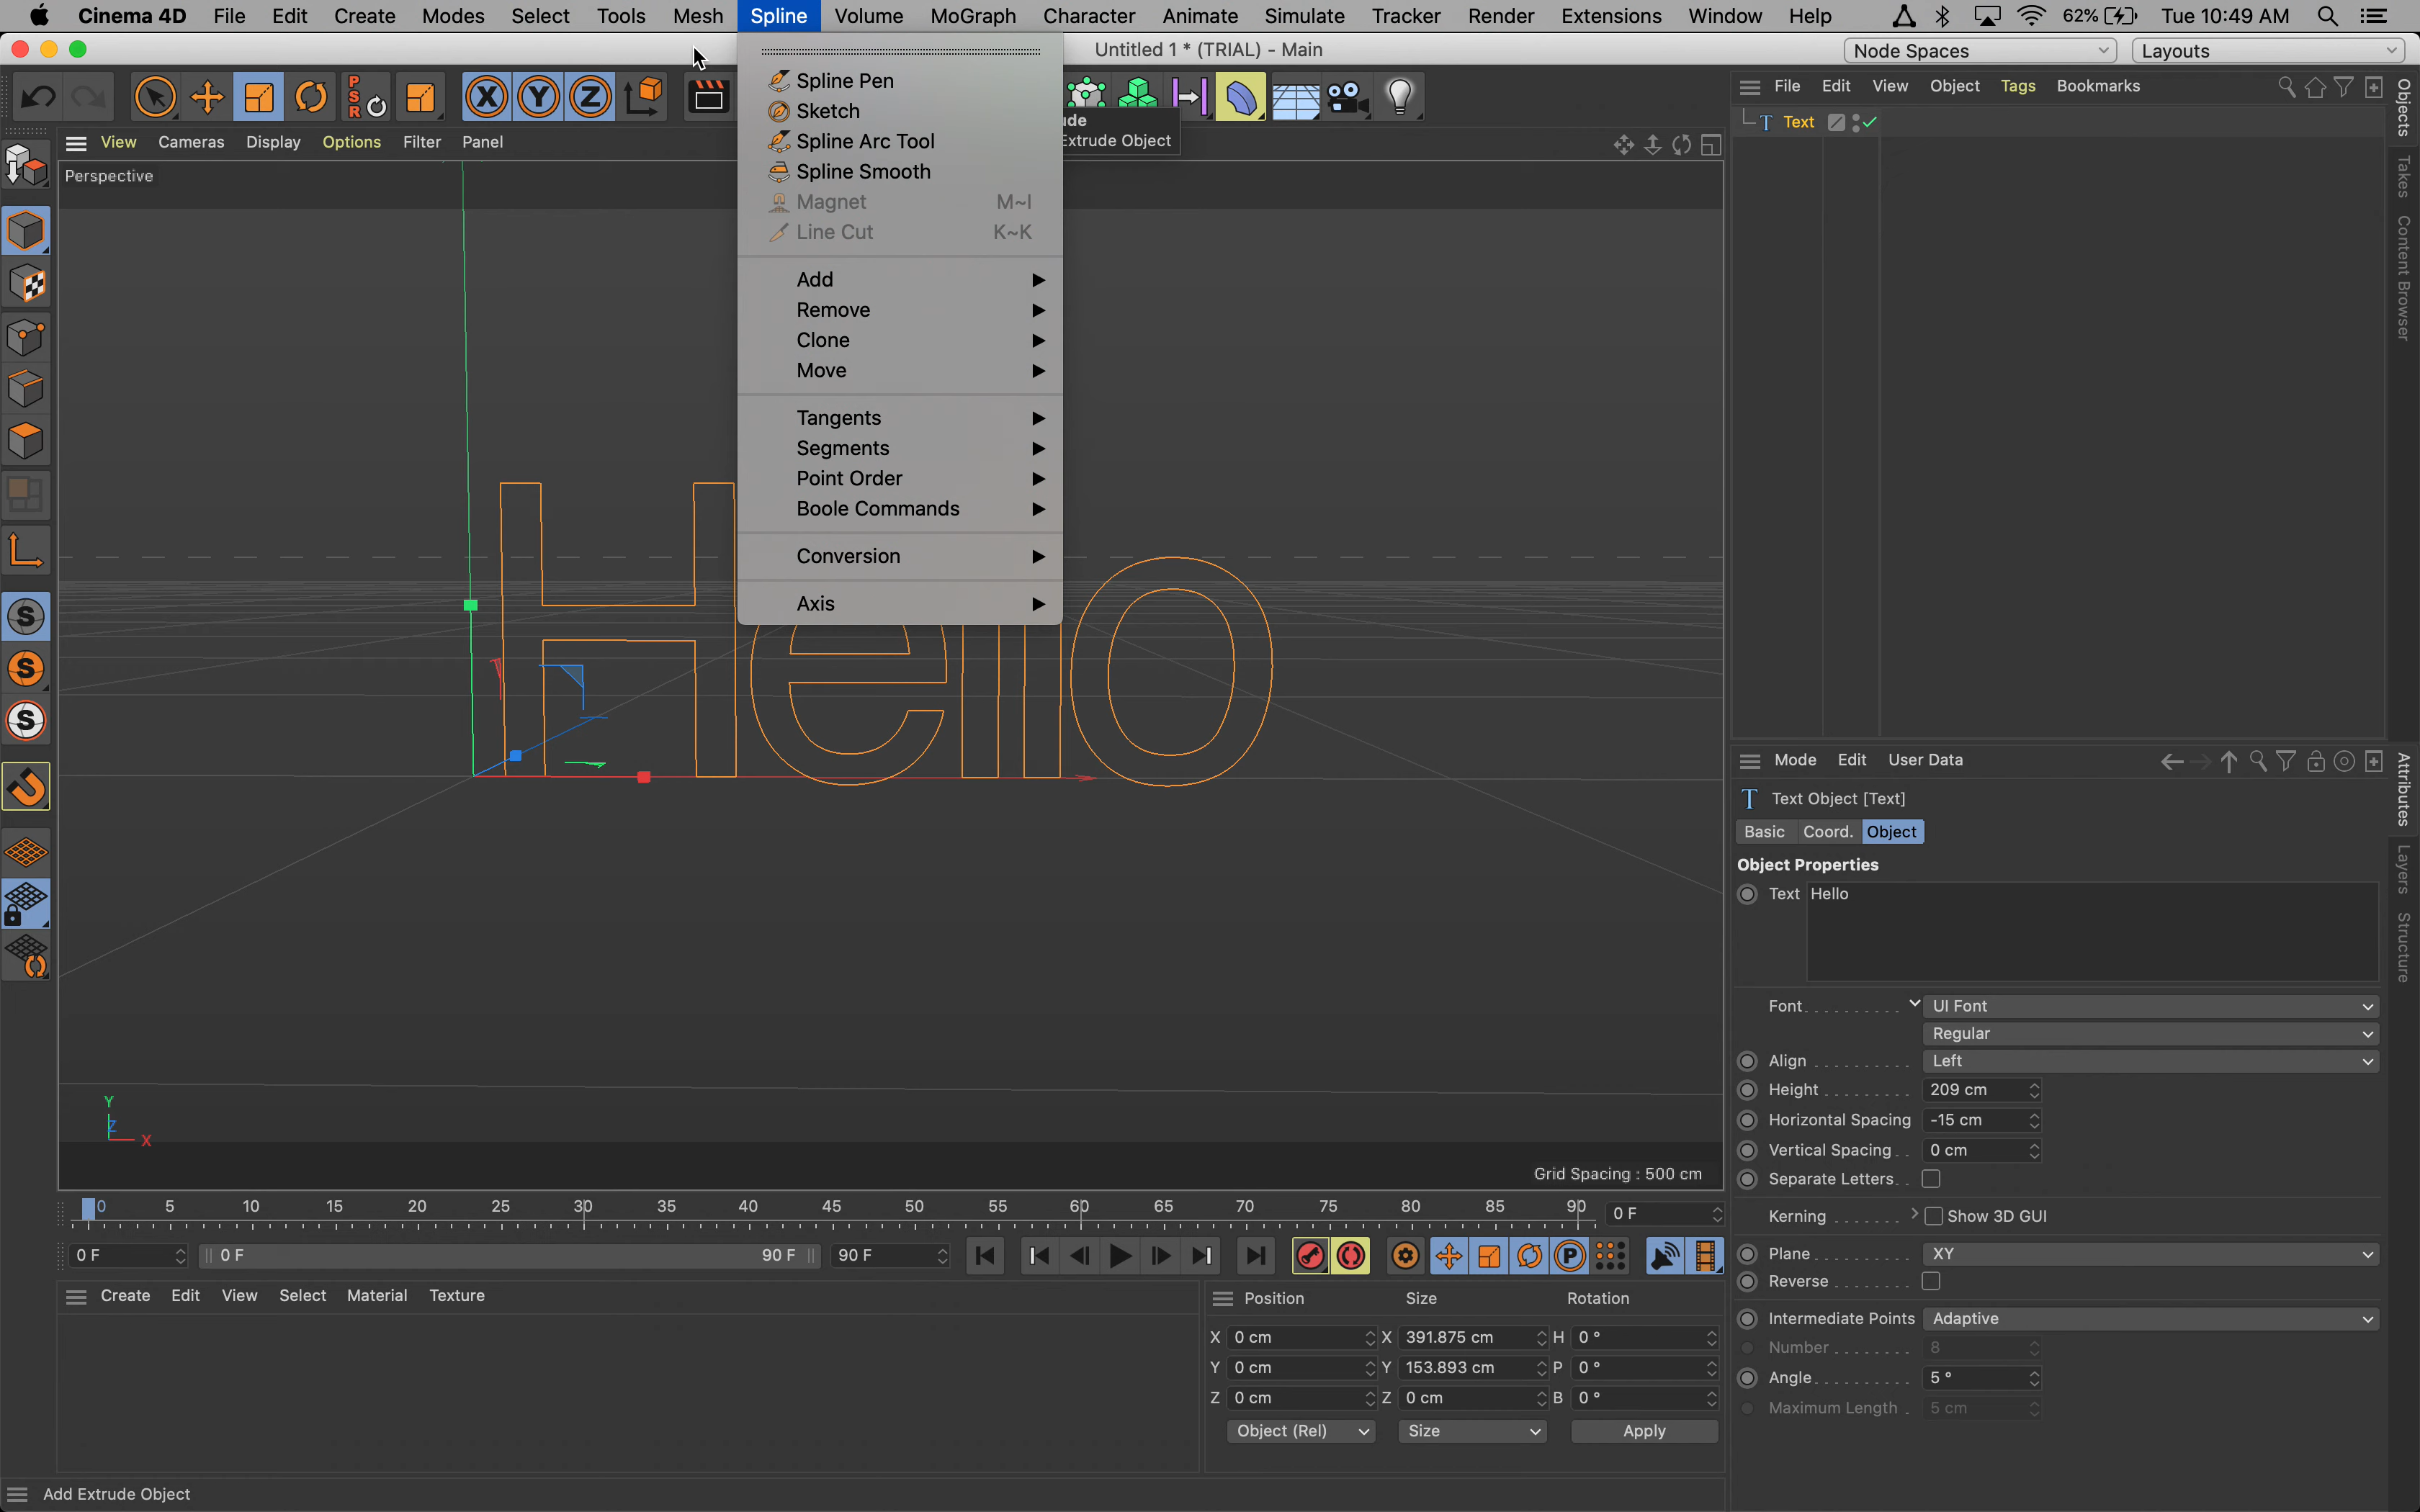 Cinema 4D File Edit Create Modes Select Tools Mesh Spline Volume MoGraph Character Animate Simulate Tracker Render Extensions Window Help 62% Tue 10:49 AM
Untitled 1 * (TRIAL) - Main
Node Spaces
Layouts
Spline Pen
Sketch
Spline Arc Tool
Spline Smooth
Magnet M~I
Line Cut K~K
Add
Remove
Clone
Move
Tangents
Segments
Point Order
Boole Commands
Conversion
Axis
PSR
X Y Z
ude
Extrude Object
View Cameras Display Options Filter Panel
Perspective
Hello
Y
Z
X
Grid Spacing : 500 cm
S
S
S
File Edit View Object Tags Bookmarks
T Text
Objects
Takes
Content Browser
Mode Edit User Data
T Text Object [Text]
Basic Coord. Object
Object Properties
Text Hello
Font UI Font
Regular
Align Left
Height 209 cm
Horizontal Spacing -15 cm
Vertical Spacing 0 cm
Separate Letters
Kerning Show 3D GUI
Plane XY
Reverse
Intermediate Points Adaptive
Number 8
Angle 5 °
Maximum Length 5 cm
Attributes
Layers
Structure
0 5 10 15 20 25 30 35 40 45 50 55 60 65 70 75 80 85 90 0 F
0 F 0 F 90 F 90 F P
Create Edit View Select Material Texture
Position Size Rotation
X 0 cm X 391.875 cm H 0 °
Y 0 cm Y 153.893 cm P 0 °
Z 0 cm Z 0 cm B 0 °
Object (Rel) Size Apply
Add Extrude Object